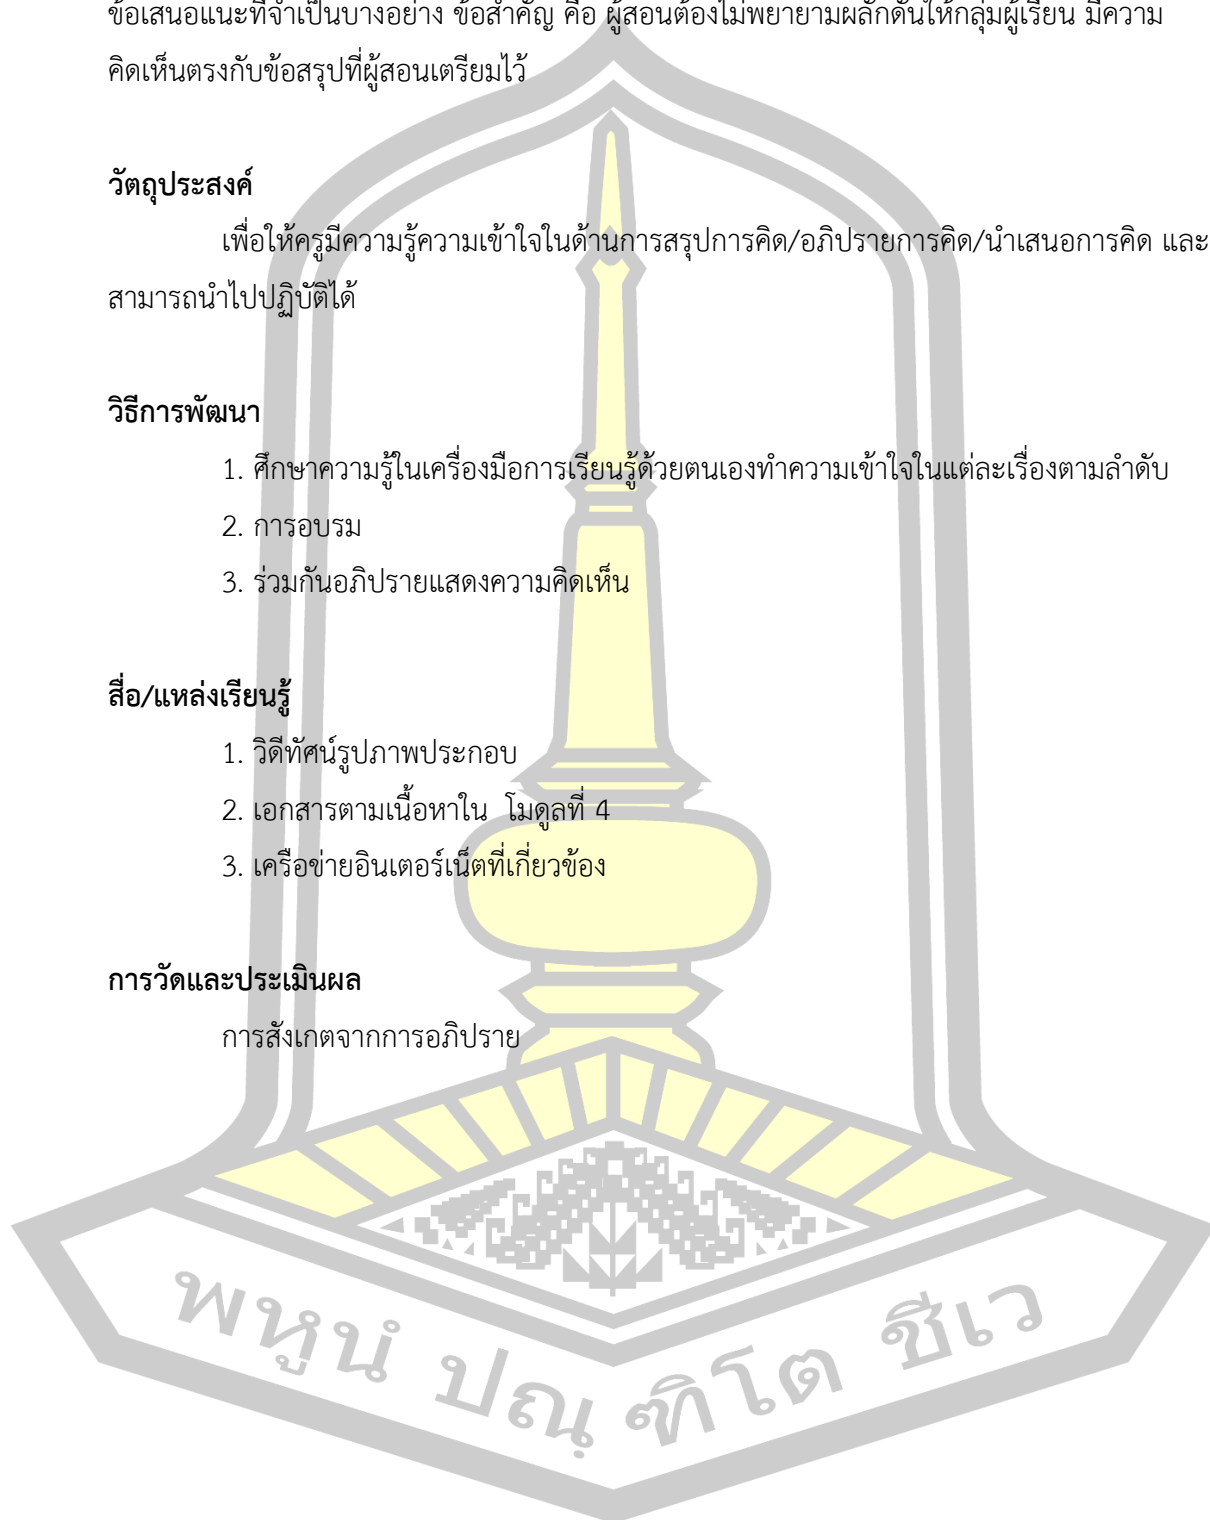 ข้อเสนอแนะที่จำเป็นบางอย่าง ข้อสำคัญ คือ ผู้สอนต้องไม่พยายามผลักดันให้กลุ่มผู้เรียน มีความ
คิดเห็นตรงกับข้อสรุปที่ผู้สอนเตรียมไว้
วัตถุประสงค์
เพื่อให้ครูมีความรู้ความเข้าใจในด้านการสรุปการคิด/อภิปรายการคิด/นำเสนอการคิด และ
สามารถนำไปปฏิบัติได้
วิธีการพัฒนา
1. ศึกษาความรู้ในเครื่องมือการเรียนรู้ด้วยตนเองทำความเข้าใจในแต่ละเรื่องตามลำดับ
2. การอบรม
3. ร่วมกันอภิปรายแสดงความคิดเห็น
สื่อ/แหล่งเรียนรู้
1. วิดีทัศน์รูปภาพประกอบ
2. เอกสารตามเนื้อหาใน โมดูลที่ 4
3. เครือข่ายอินเตอร์เน็ตที่เกี่ยวข้อง
การวัดและประเมินผล
การสังเกตจากการอภิปราย
พหูนํ ปณฺฑิโต ชีเว